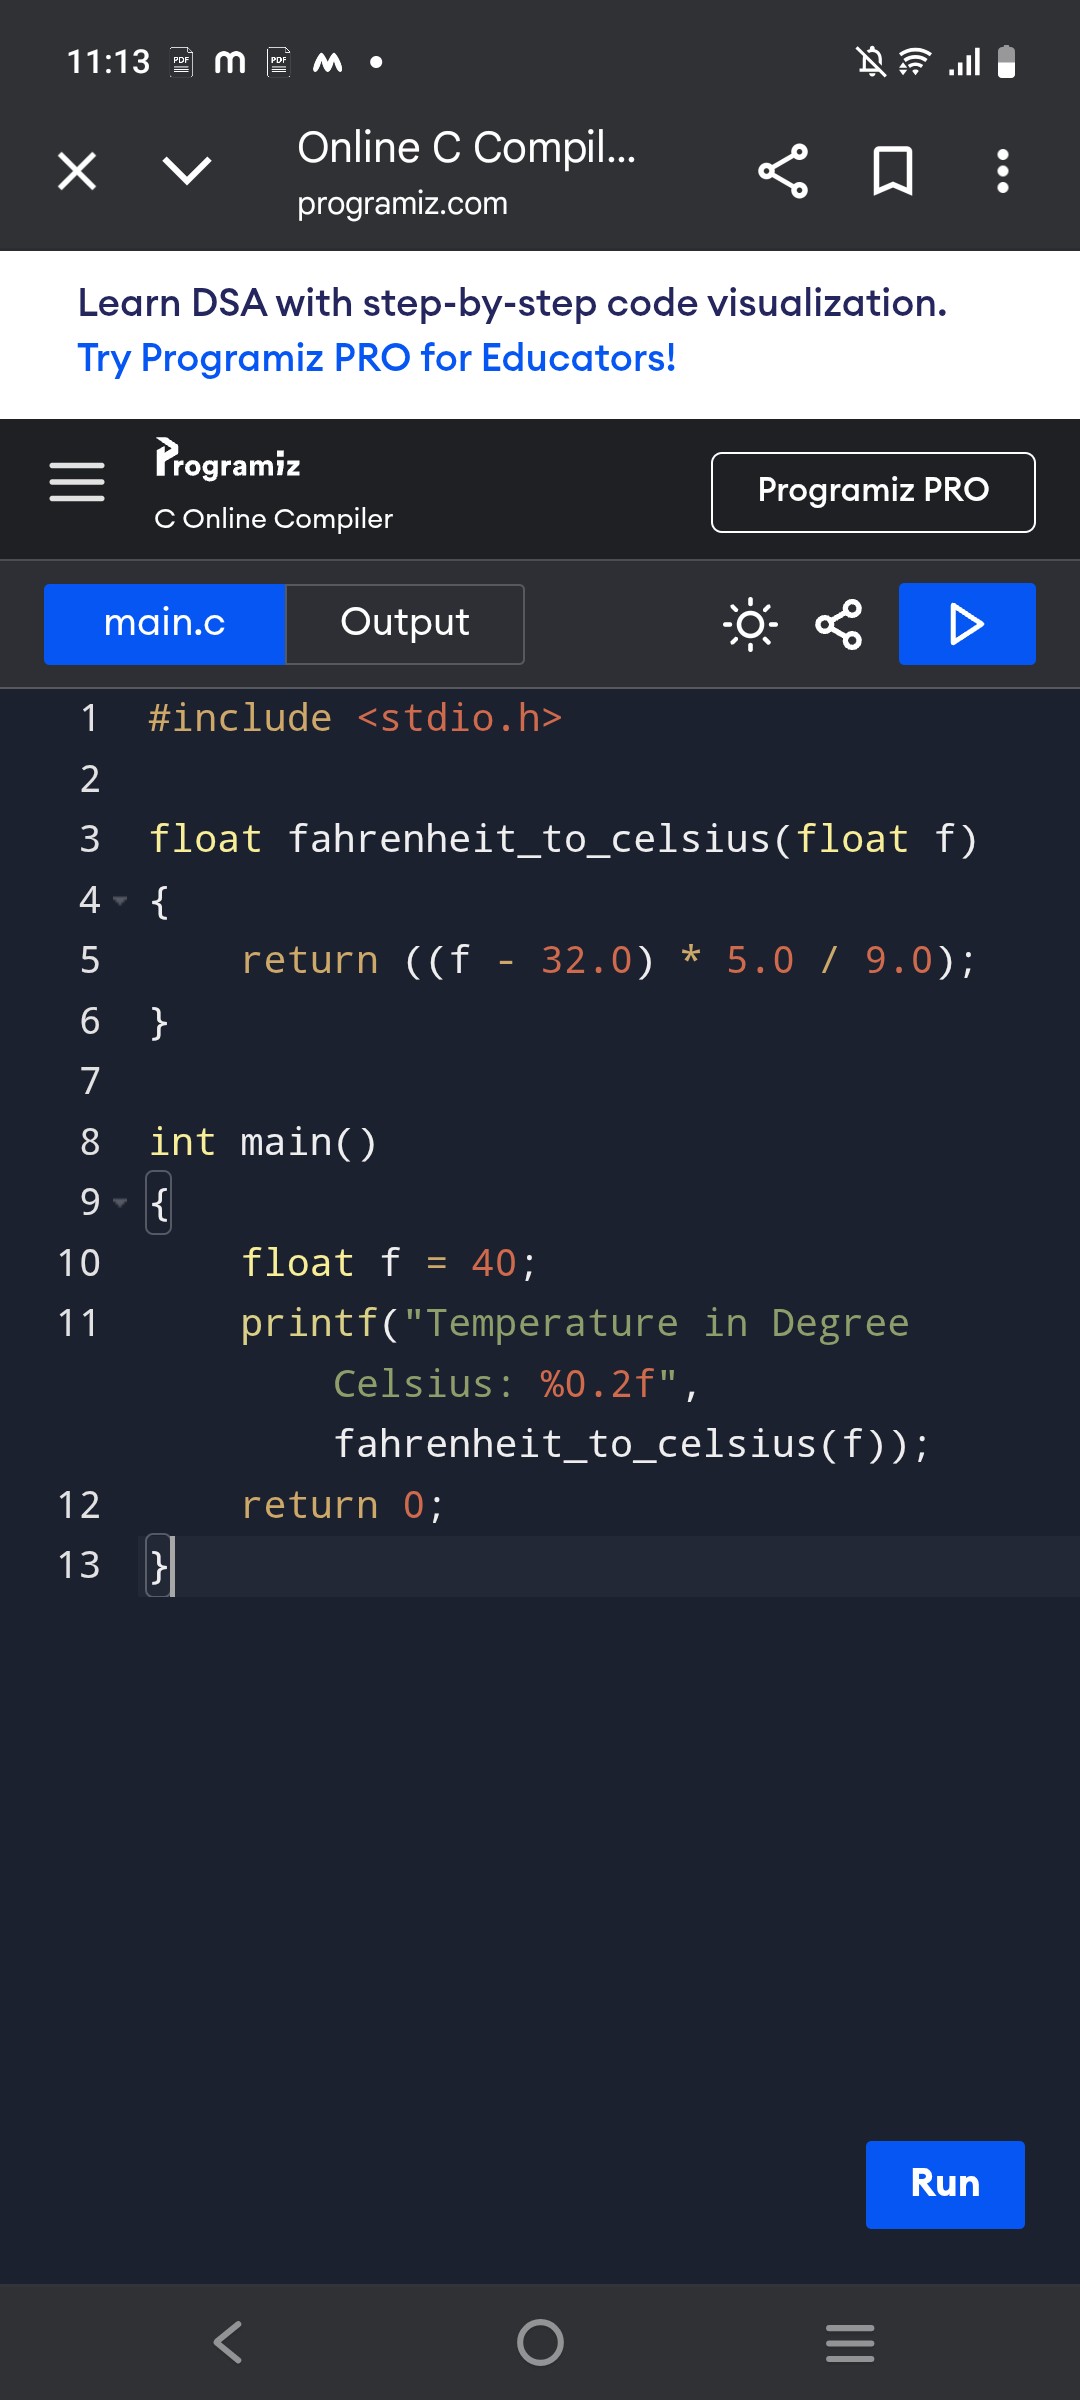 11:13
Online C Compil...
programiz.com
Learn DSA with step-by-step code visualization.
Try Programiz PRO for Educators!
Programiz
C Online Compiler
Programiz PRO
main.c
Output
1 #include <stdio.h>
2
3 float fahrenheit_to_celsius(float f)
4 {
5     return ((f - 32.0) * 5.0 / 9.0);
6 }
7
8 int main()
9 {
10     float f = 40;
11     printf("Temperature in Degree
        Celsius: %0.2f",
        fahrenheit_to_celsius(f));
12     return 0;
13 }
Run